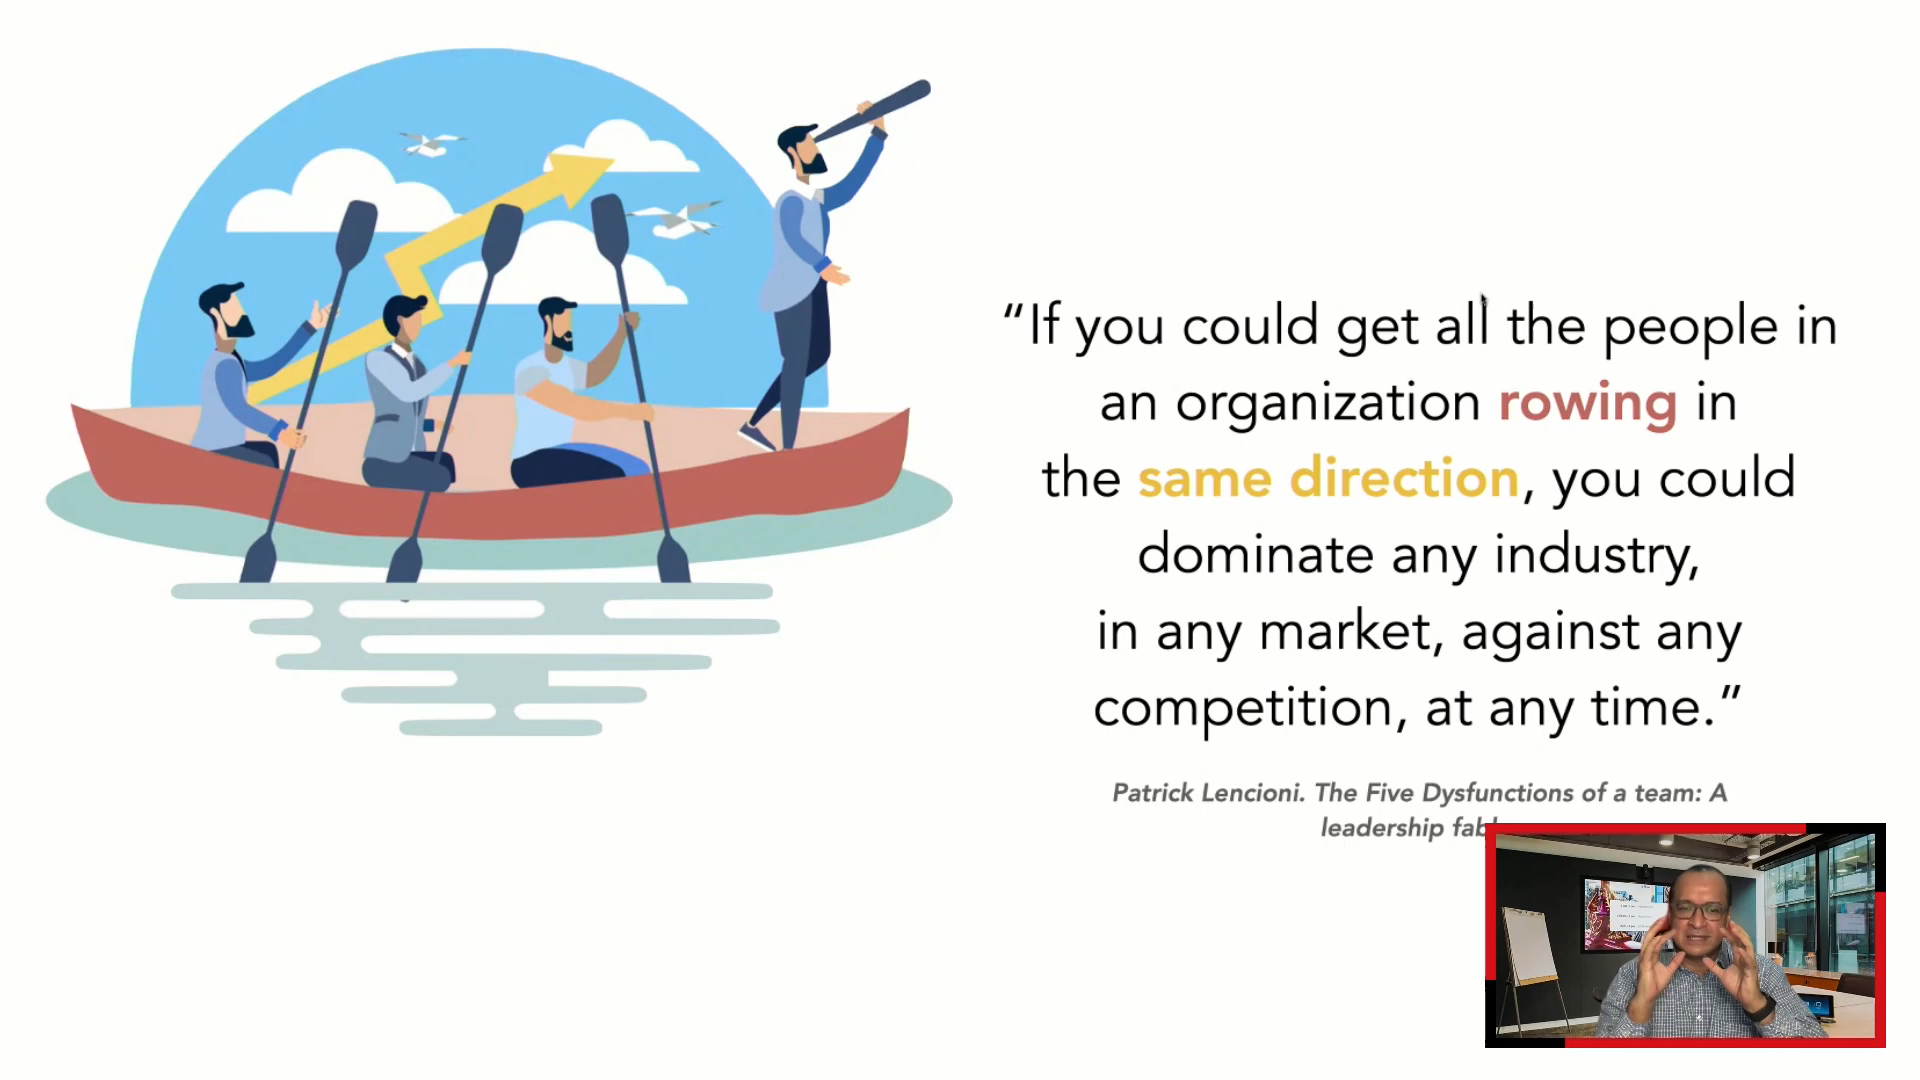 “If you could get all the people in
an organization rowing in
the same direction, you could
dominate any industry,
in any market, against any
competition, at any time.”
Patrick Lencioni. The Five Dysfunctions of a team: A
leadership